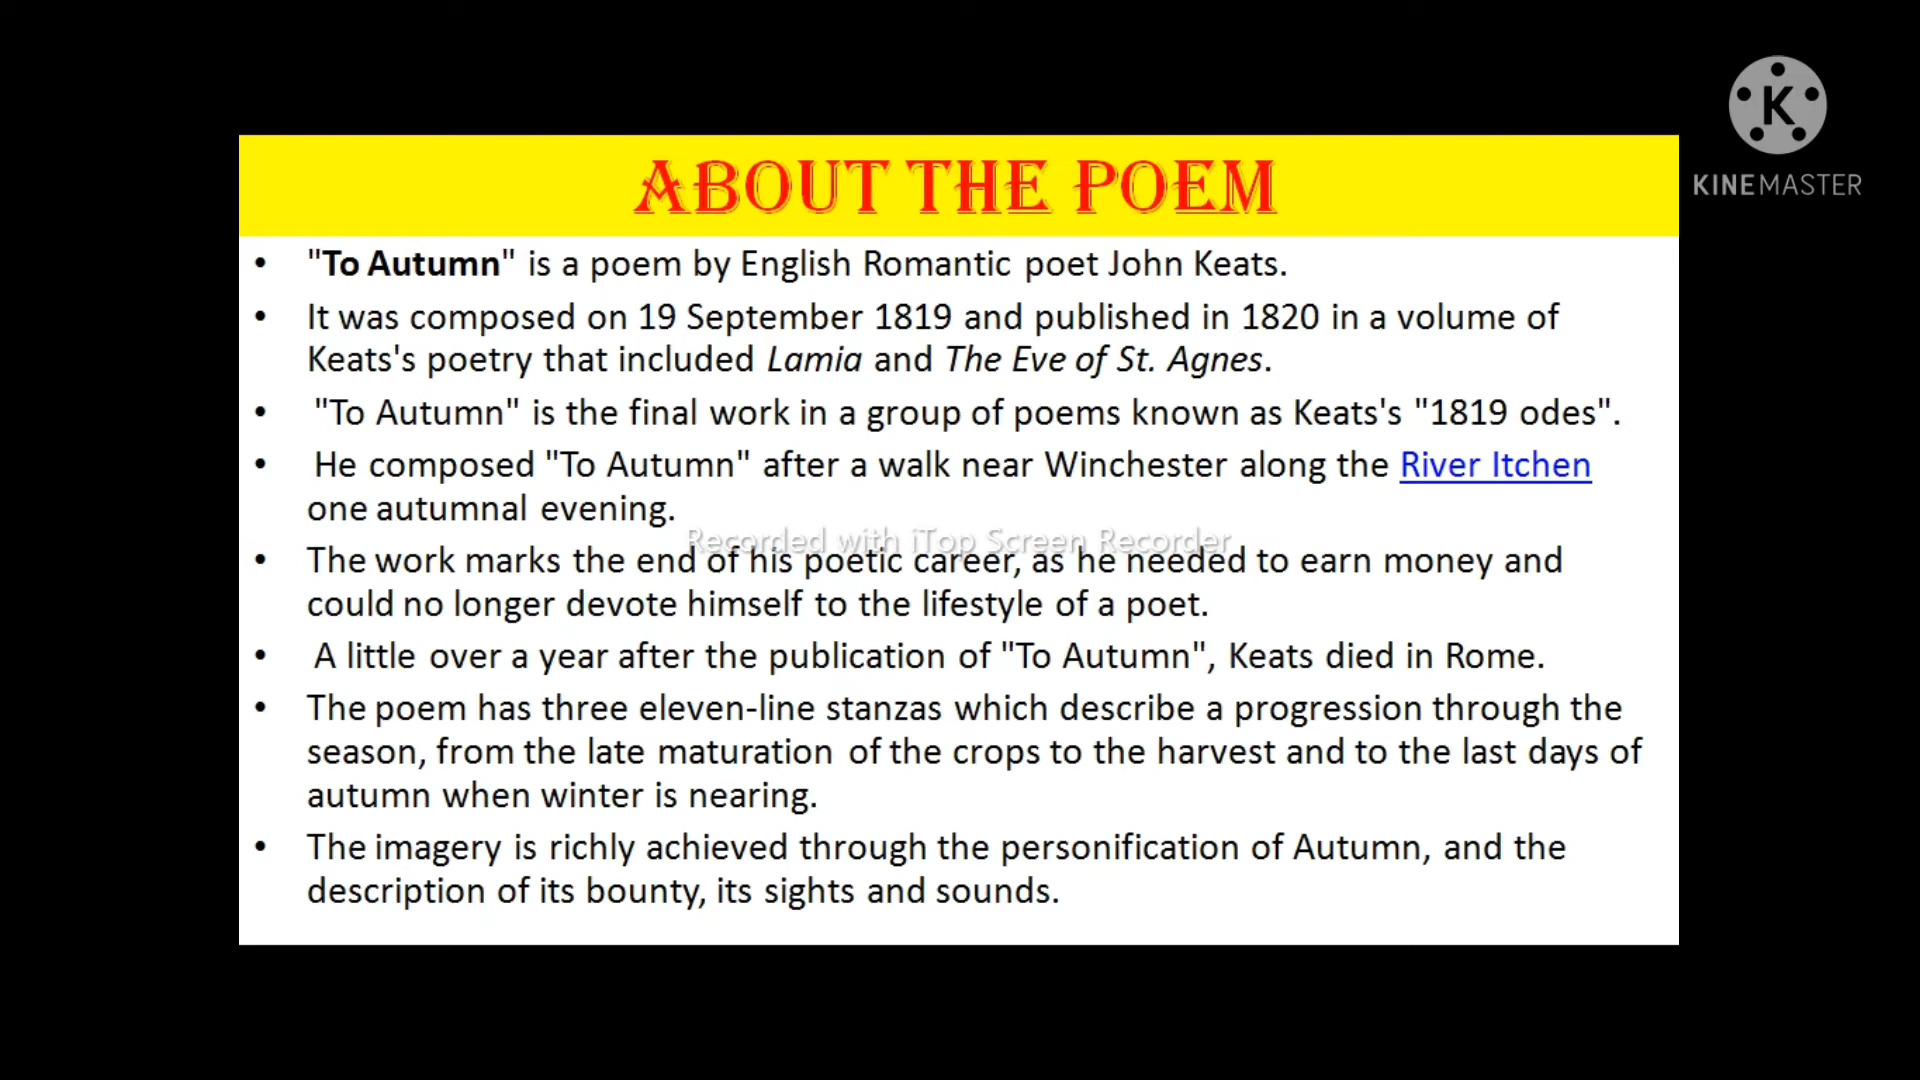 K
KINEMASTER
ABOUT THE POEM
• "To Autumn" is a poem by English Romantic poet John Keats.
• It was composed on 19 September 1819 and published in 1820 in a volume of
Keats's poetry that included Lamia and The Eve of St. Agnes.
• "To Autumn" is the final work in a group of poems known as Keats's "1819 odes".
• He composed "To Autumn" after a walk near Winchester along the River Itchen
one autumnal evening.
Recorded with iTop Screen Recorder
• The work marks the end of his poetic career, as he needed to earn money and
could no longer devote himself to the lifestyle of a poet.
• A little over a year after the publication of "To Autumn", Keats died in Rome.
• The poem has three eleven-line stanzas which describe a progression through the
season, from the late maturation of the crops to the harvest and to the last days of
autumn when winter is nearing.
• The imagery is richly achieved through the personification of Autumn, and the
description of its bounty, its sights and sounds.